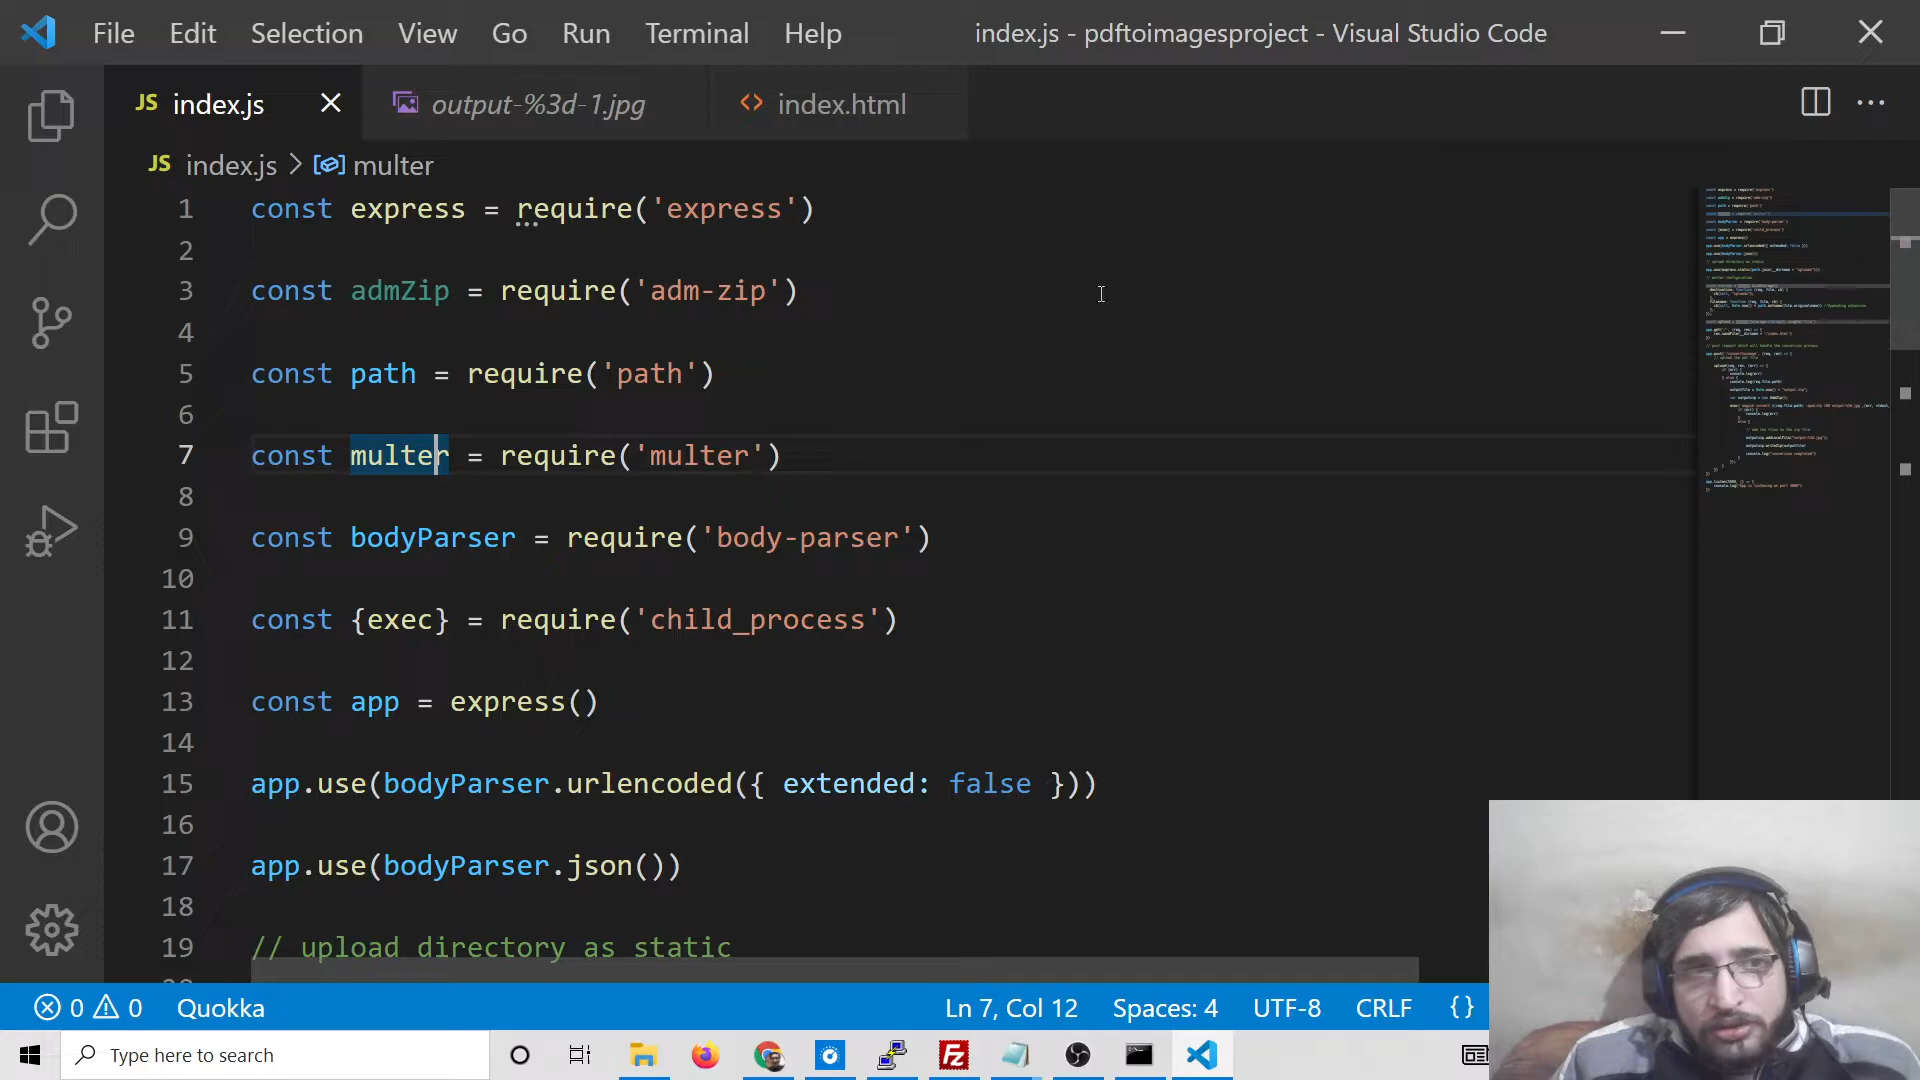 File Edit Selection View Go Run Terminal Help index.js - pdftoimagesproject - Visual Studio Code
JS index.js output-%3d-1.jpg index.html
JS index.js > multer
1 const express = require('express')
2
3 const admZip = require('adm-zip')
4
5 const path = require('path')
6
7 const multer = require('multer')
8
9 const bodyParser = require('body-parser')
10
11 const {exec} = require('child_process')
12
13 const app = express()
14
15 app.use(bodyParser.urlencoded({ extended: false }))
16
17 app.use(bodyParser.json())
18
19 // upload directory as static
0 0 Quokka Ln 7, Col 12 Spaces: 4 UTF-8 CRLF {}
Type here to search